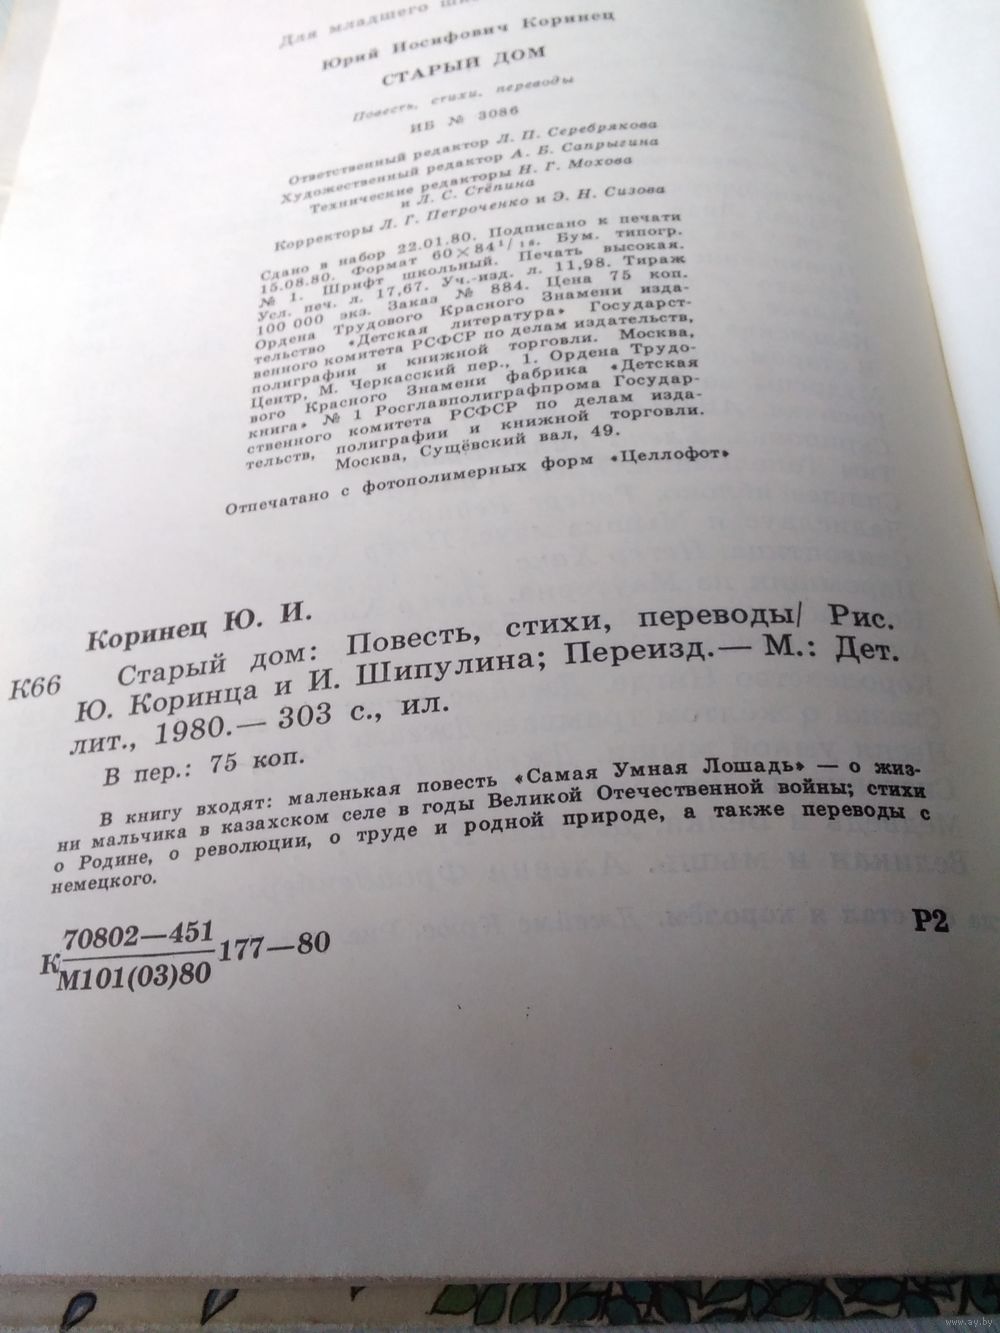 Для младшего
Юрий Иосифович Коринец
СТАРЫЙ ДОМ
Повесть, стихи, переводы
ИБ № 3086
Ответственный редактор Л. П. Серебрякова
Художественный редактор А. Б. Сапрыгина
Технические редакторы Н. Г. Мохова
и Л. С. Стёпина
Корректоры Л. Г. Петроченко и Э. Н. Сизова
Сдано в набор 22.01.80. Подписано к печати
15.08.80. Формат 60×84¹/₁₆. Бум. типогр.
№ 1. Шрифт школьный. Печать высокая.
Усл. печ. л. 17,67. Уч.-изд. л. 11,98. Тираж
100 000 экз. Заказ № 884. Цена 75 коп.
Ордена Трудового Красного Знамени изда-
тельство «Детская литература» Государст-
венного комитета РСФСР по делам издательств,
полиграфии и книжной торговли. Москва,
Центр, М. Черкасский пер., 1. Ордена Трудо-
вого Красного Знамени фабрика «Детская
книга» № 1 Росглавполиграфпрома Государ-
ственного комитета РСФСР по делам изда-
тельств, полиграфии и книжной торговли.
Москва, Сущёвский вал, 49.
Отпечатано с фотополимерных форм «Целлофот»
Коринец Ю. И.
К66 Старый дом: Повесть, стихи, переводы/ Рис.
Ю. Коринца и И. Шипулина; Переизд.— М.: Дет.
лит., 1980.— 303 с., ил.
В пер.: 75 коп.
В книгу входят: маленькая повесть «Самая Умная Лошадь» — о жиз-
ни мальчика в казахском селе в годы Великой Отечественной войны; стихи
о Родине, о революции, о труде и родной природе, а также переводы с
немецкого.
К 70802—451
М101(03)80 177—80
Р2
www.ay.by